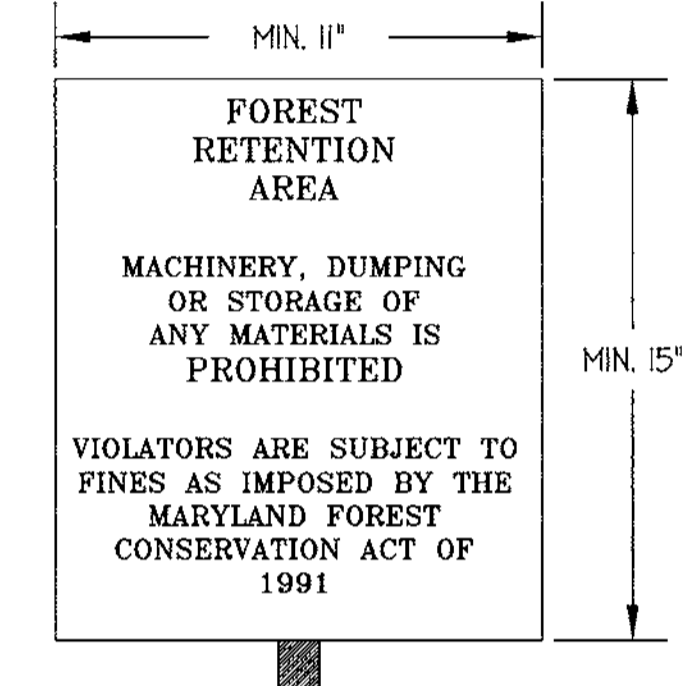 MIN. 11"
FOREST
RETENTION
AREA
MACHINERY, DUMPING
OR STORAGE OF
ANY MATERIALS IS
PROHIBITED
MIN. 15"
VIOLATORS ARE SUBJECT TO
FINES AS IMPOSED BY THE
MARYLAND FOREST
CONSERVATION ACT OF
1991